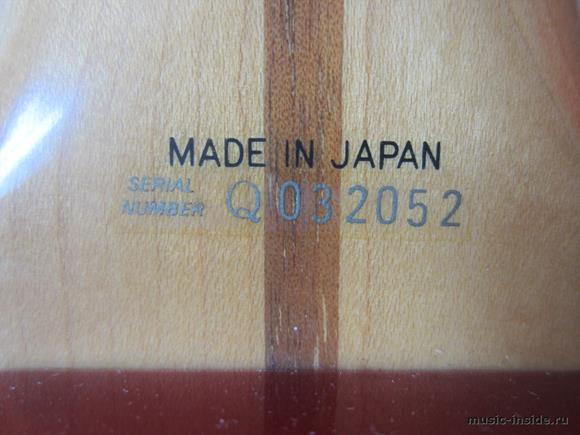 MADE IN JAPAN
SERIAL
NUMBER Q032052
music-inside.ru